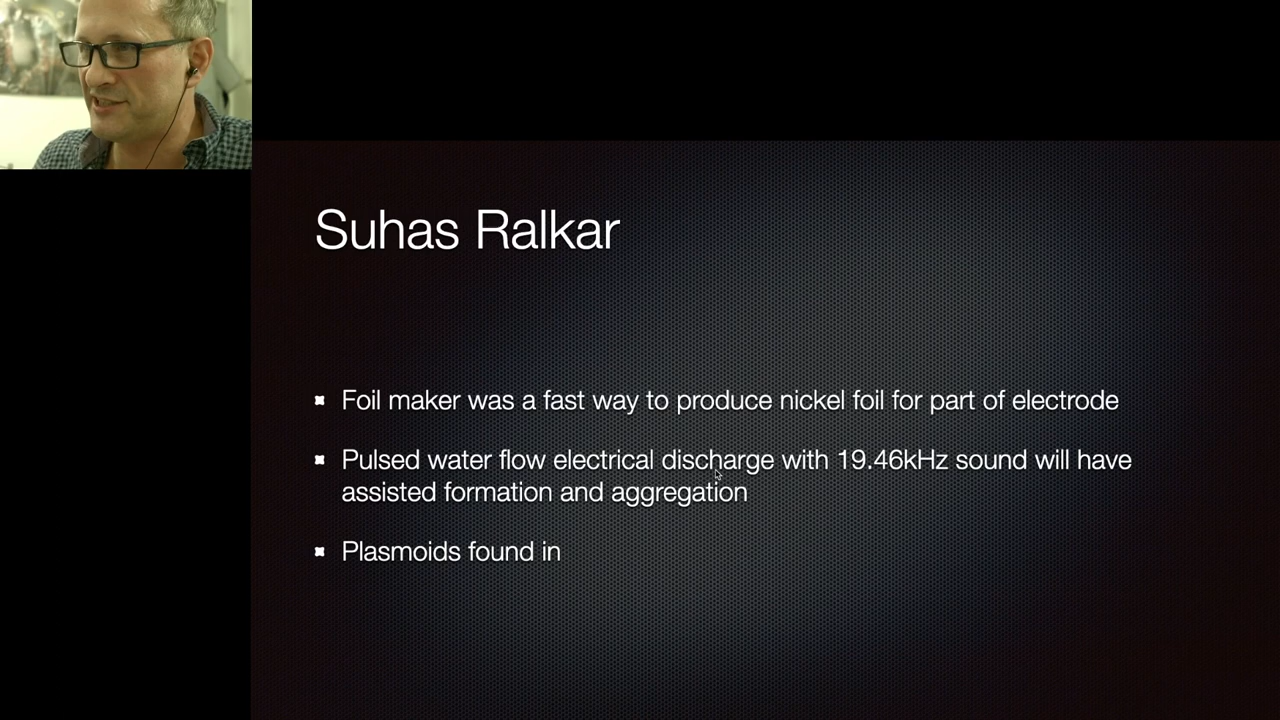 Suhas Ralkar
Foil maker was a fast way to produce nickel foil for part of electrode
Pulsed water flow electrical discharge with 19.46kHz sound will have
assisted formation and aggregation
Plasmoids found in